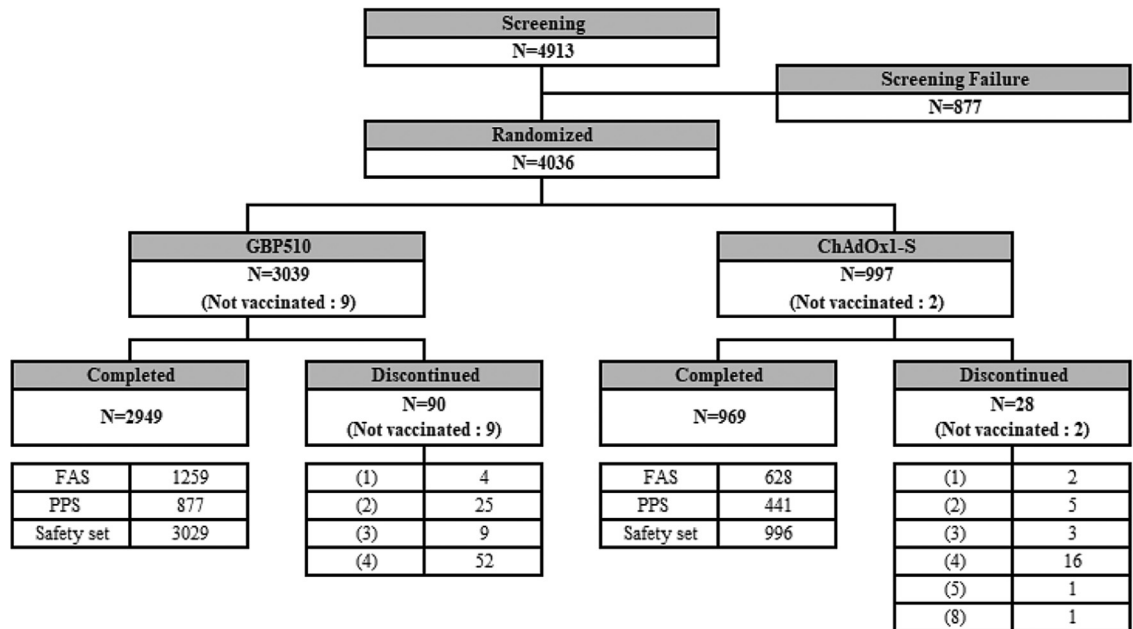 Screening
N=4913
Screening Failure
N=877
Randomized
N=4036
GBP510
N=3039
(Not vaccinated : 9)
ChAdOx1-S
N=997
(Not vaccinated : 2)
Completed
N=2949
Discontinued
N=90
(Not vaccinated : 9)
Completed
N=969
Discontinued
N=28
(Not vaccinated : 2)
FAS 1259
PPS 877
Safety set 3029
(1) 4
(2) 25
(3) 9
(4) 52
FAS 628
PPS 441
Safety set 996
(1) 2
(2) 5
(3) 3
(4) 16
(5) 1
(8) 1